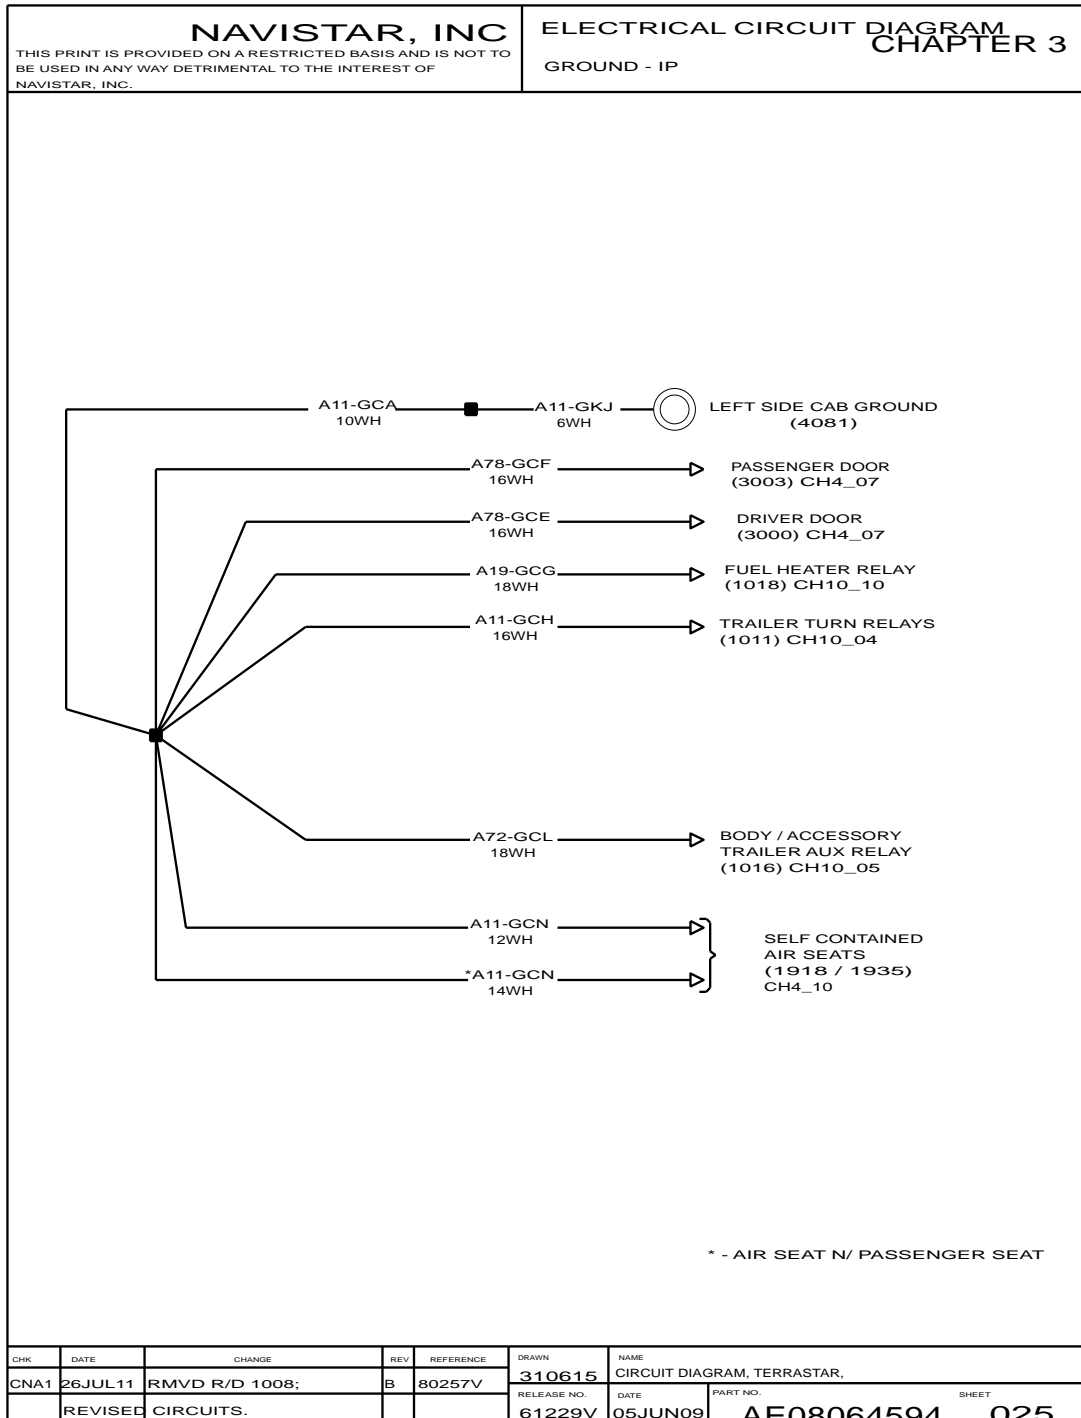 NAVISTAR, INC
THIS PRINT IS PROVIDED ON A RESTRICTED BASIS AND IS NOT TO
BE USED IN ANY WAY DETRIMENTAL TO THE INTEREST OF
NAVISTAR, INC.
ELECTRICAL CIRCUIT DIAGRAM
CHAPTER 3
GROUND - IP
A11-GCA
10WH
A11-GKJ
6WH
LEFT SIDE CAB GROUND
(4081)
A78-GCF
16WH
PASSENGER DOOR
(3003) CH4_07
A78-GCE
16WH
DRIVER DOOR
(3000) CH4_07
A19-GCG
18WH
FUEL HEATER RELAY
(1018) CH10_10
A11-GCH
16WH
TRAILER TURN RELAYS
(1011) CH10_04
A72-GCL
18WH
BODY / ACCESSORY
TRAILER AUX RELAY
(1016) CH10_05
A11-GCN
12WH
*A11-GCN
14WH
SELF CONTAINED
AIR SEATS
(1918 / 1935)
CH4_10
* - AIR SEAT N/ PASSENGER SEAT
CHK DATE CHANGE REV REFERENCE
CNA1 26JUL11 RMVD R/D 1008; B 80257V
REVISED CIRCUITS.
DRAWN
310615
NAME
CIRCUIT DIAGRAM, TERRASTAR,
RELEASE NO.
61229V
DATE
05JUN09
PART NO.
AE08064594
SHEET
025